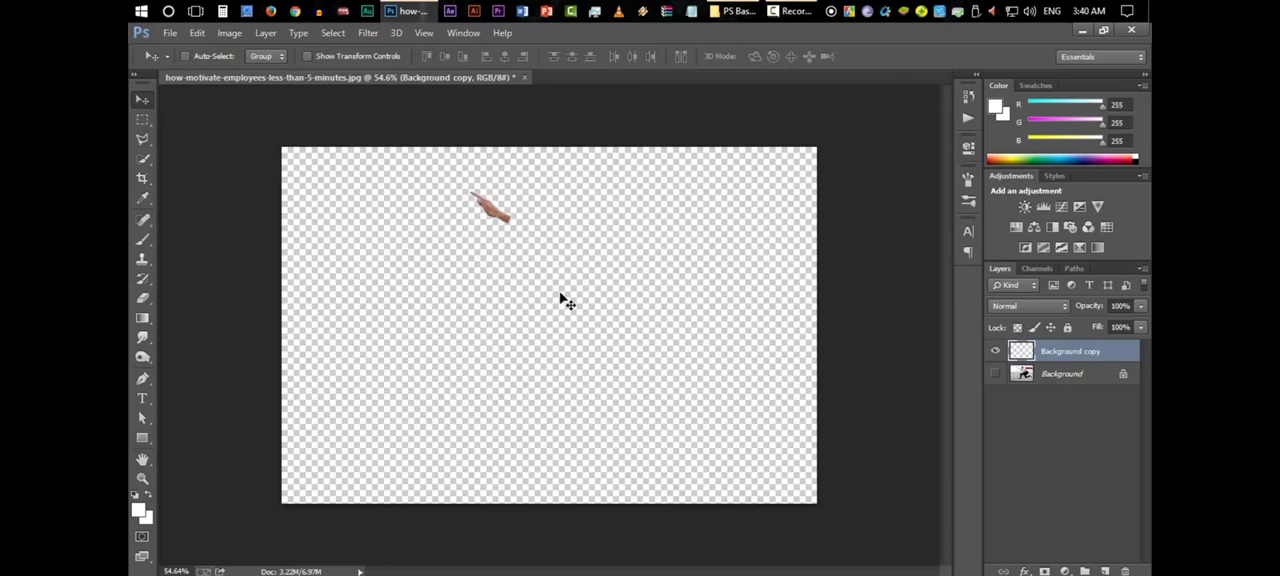 how-... PS Bas... Recor... ENG 3:40 AM
Ps File Edit Image Layer Type Select Filter 3D View Window Help
Auto-Select: Group Show Transform Controls 3D Mode: Essentials
how-motivate-employees-less-than-5-minutes.jpg @ 54.6% (Background copy, RGB/8#) * ×
Color Swatches
R 255
G 255
B 255
Adjustments Styles
Add an adjustment
Layers Channels Paths
Kind
Normal Opacity: 100%
Lock: Fill: 100%
Background copy
Background
54.64% Doc: 3.22M/6.97M